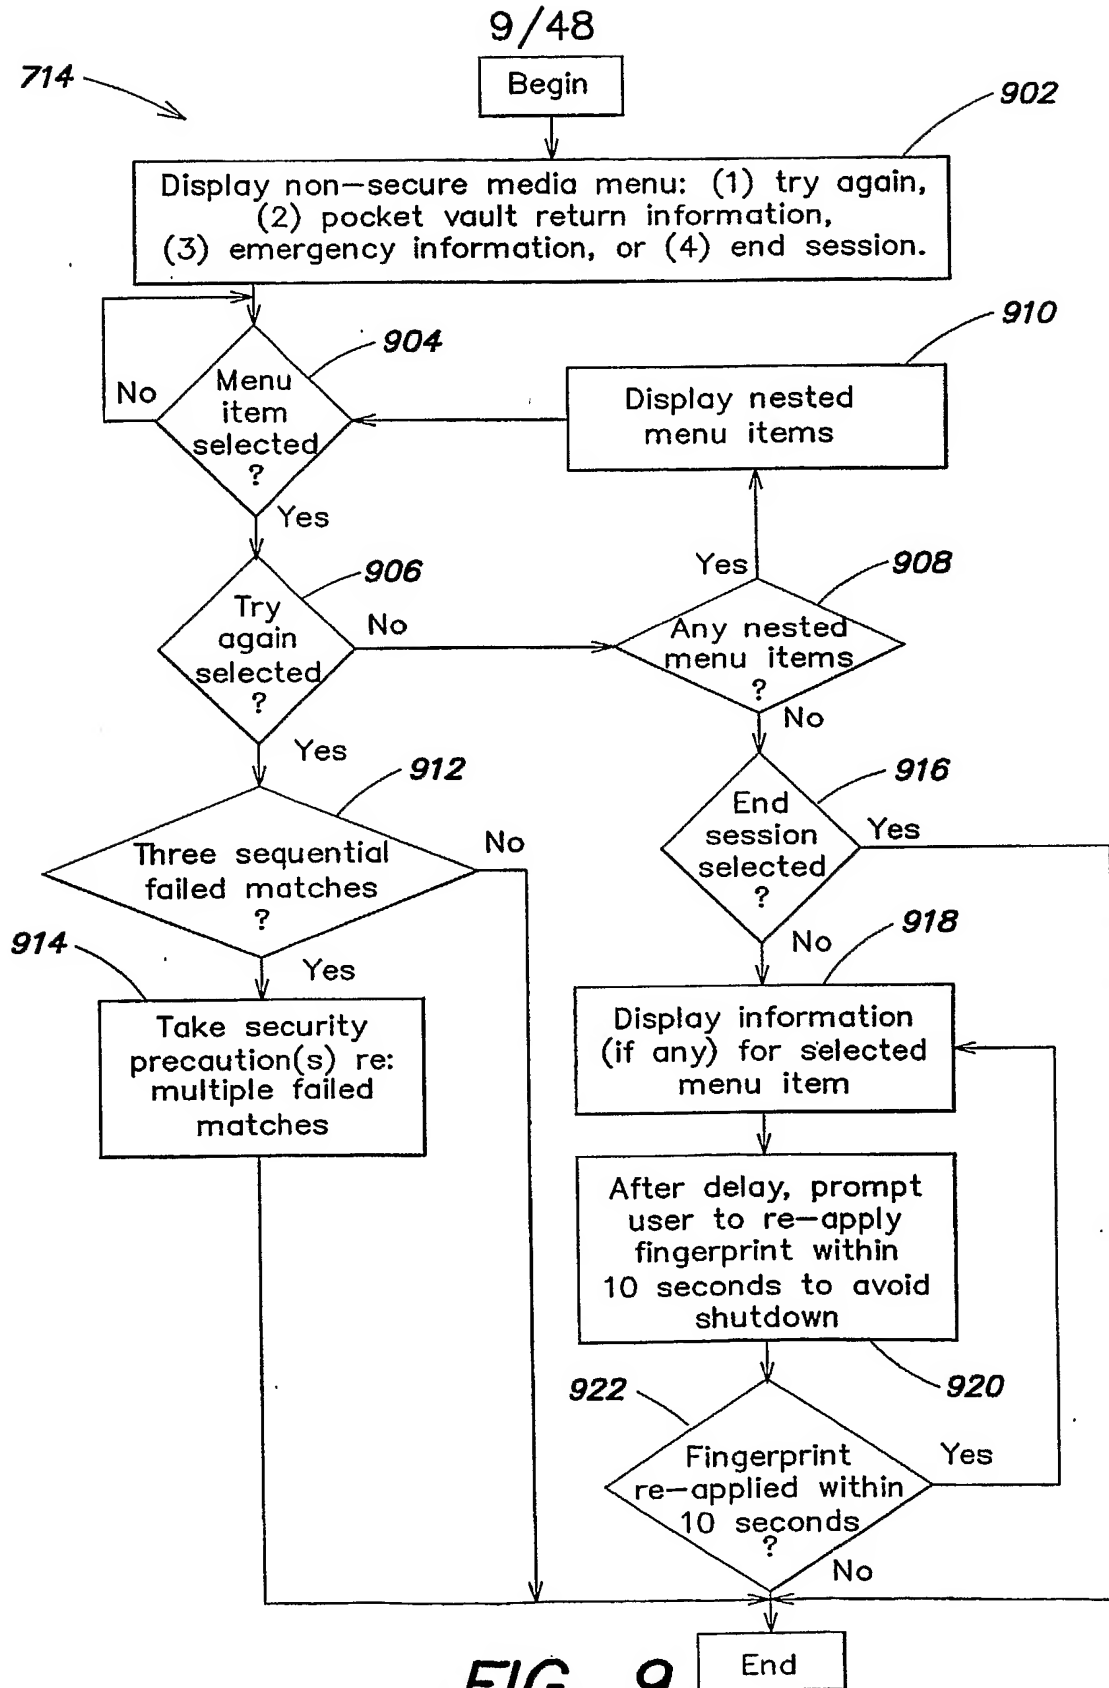 9/48
714
Begin
902
Display non-secure media menu: (1) try again,
(2) pocket vault return information,
(3) emergency information, or (4) end session.
904
910
No
Menu
item
selected
?
Display nested
menu items
Yes
906
Yes
908
Try
again
selected
?
No
Any nested
menu items
?
No
Yes
912
916
End
session
selected
?
Yes
Three sequential
failed matches
?
No
914
Yes
No
918
Take security
precaution(s) re:
multiple failed
matches
Display information
(if any) for selected
menu item
After delay, prompt
user to re-apply
fingerprint within
10 seconds to avoid
shutdown
922
920
Fingerprint
re-applied within
10 seconds
?
Yes
No
End
FIG. 9